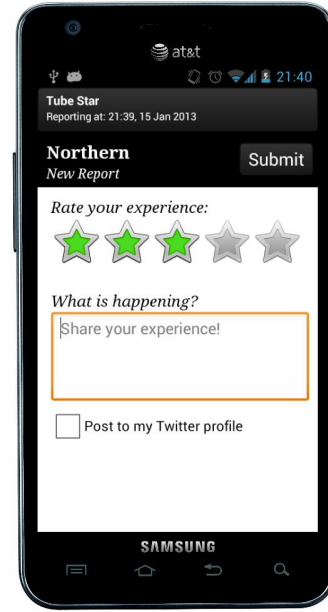 at&t
21:40
Tube Star
Reporting at: 21:39, 15 Jan 2013
Northern
Submit
New Report
Rate your experience:
What is happening?
Share your experience!
Post to my Twitter profile
SAMSUNG